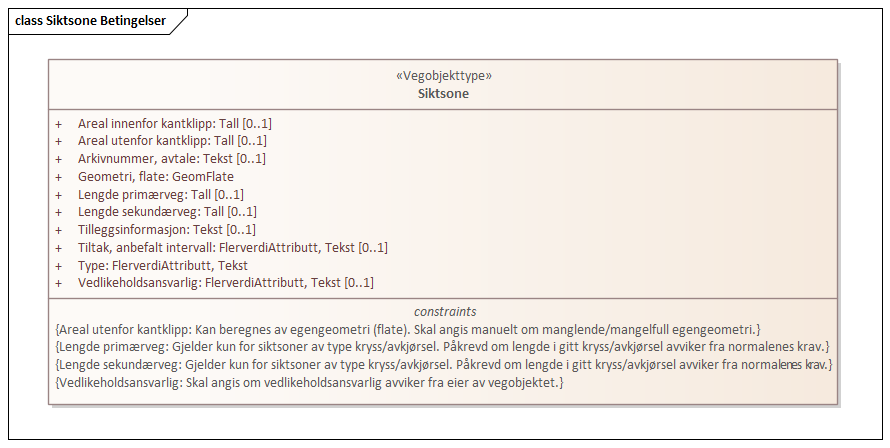 class Siktsone Betingelser
«Vegobjekttype»
Siktsone
+ Areal innenfor kantklipp: Tall [0..1]
+ Areal utenfor kantklipp: Tall [0..1]
+ Arkivnummer, avtale: Tekst [0..1]
+ Geometri, flate: GeomFlate
+ Lengde primærveg: Tall [0..1]
+ Lengde sekundærveg: Tall [0..1]
+ Tilleggsinformasjon: Tekst [0..1]
+ Tiltak, anbefalt intervall: FlerverdiAttributt, Tekst [0..1]
+ Type: FlerverdiAttributt, Tekst
+ Vedlikeholdsansvarlig: FlerverdiAttributt, Tekst [0..1]
constraints
{Areal utenfor kantklipp: Kan beregnes av egengeometri (flate). Skal angis manuelt om manglende/mangelfull egengeometri.}
{Lengde primærveg: Gjelder kun for siktsoner av type kryss/avkjørsel. Påkrevd om lengde i gitt kryss/avkjørsel avviker fra normalenes krav.}
{Lengde sekundærveg: Gjelder kun for siktsoner av type kryss/avkjørsel. Påkrevd om lengde i gitt kryss/avkjørsel avviker fra normalenes krav.}
{Vedlikeholdsansvarlig: Skal angis om vedlikeholdsansvarlig avviker fra eier av vegobjektet.}